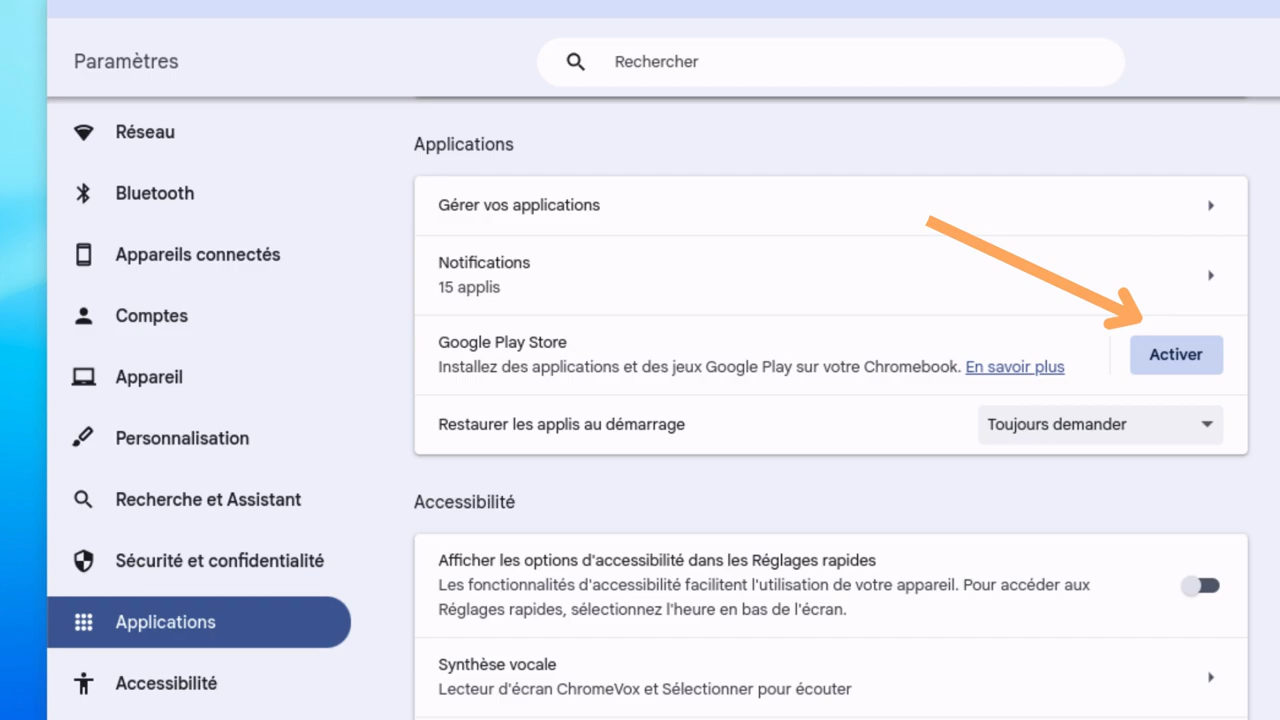 Paramètres
Rechercher
Réseau
Bluetooth
Appareils connectés
Comptes
Appareil
Personnalisation
Recherche et Assistant
Sécurité et confidentialité
Applications
Accessibilité
Applications
Gérer vos applications
Notifications
15 applis
Google Play Store
Installez des applications et des jeux Google Play sur votre Chromebook. En savoir plus
Activer
Restaurer les applis au démarrage
Toujours demander
Accessibilité
Afficher les options d'accessibilité dans les Réglages rapides
Les fonctionnalités d'accessibilité facilitent l'utilisation de votre appareil. Pour accéder aux
Réglages rapides, sélectionnez l'heure en bas de l'écran.
Synthèse vocale
Lecteur d'écran ChromeVox et Sélectionner pour écouter